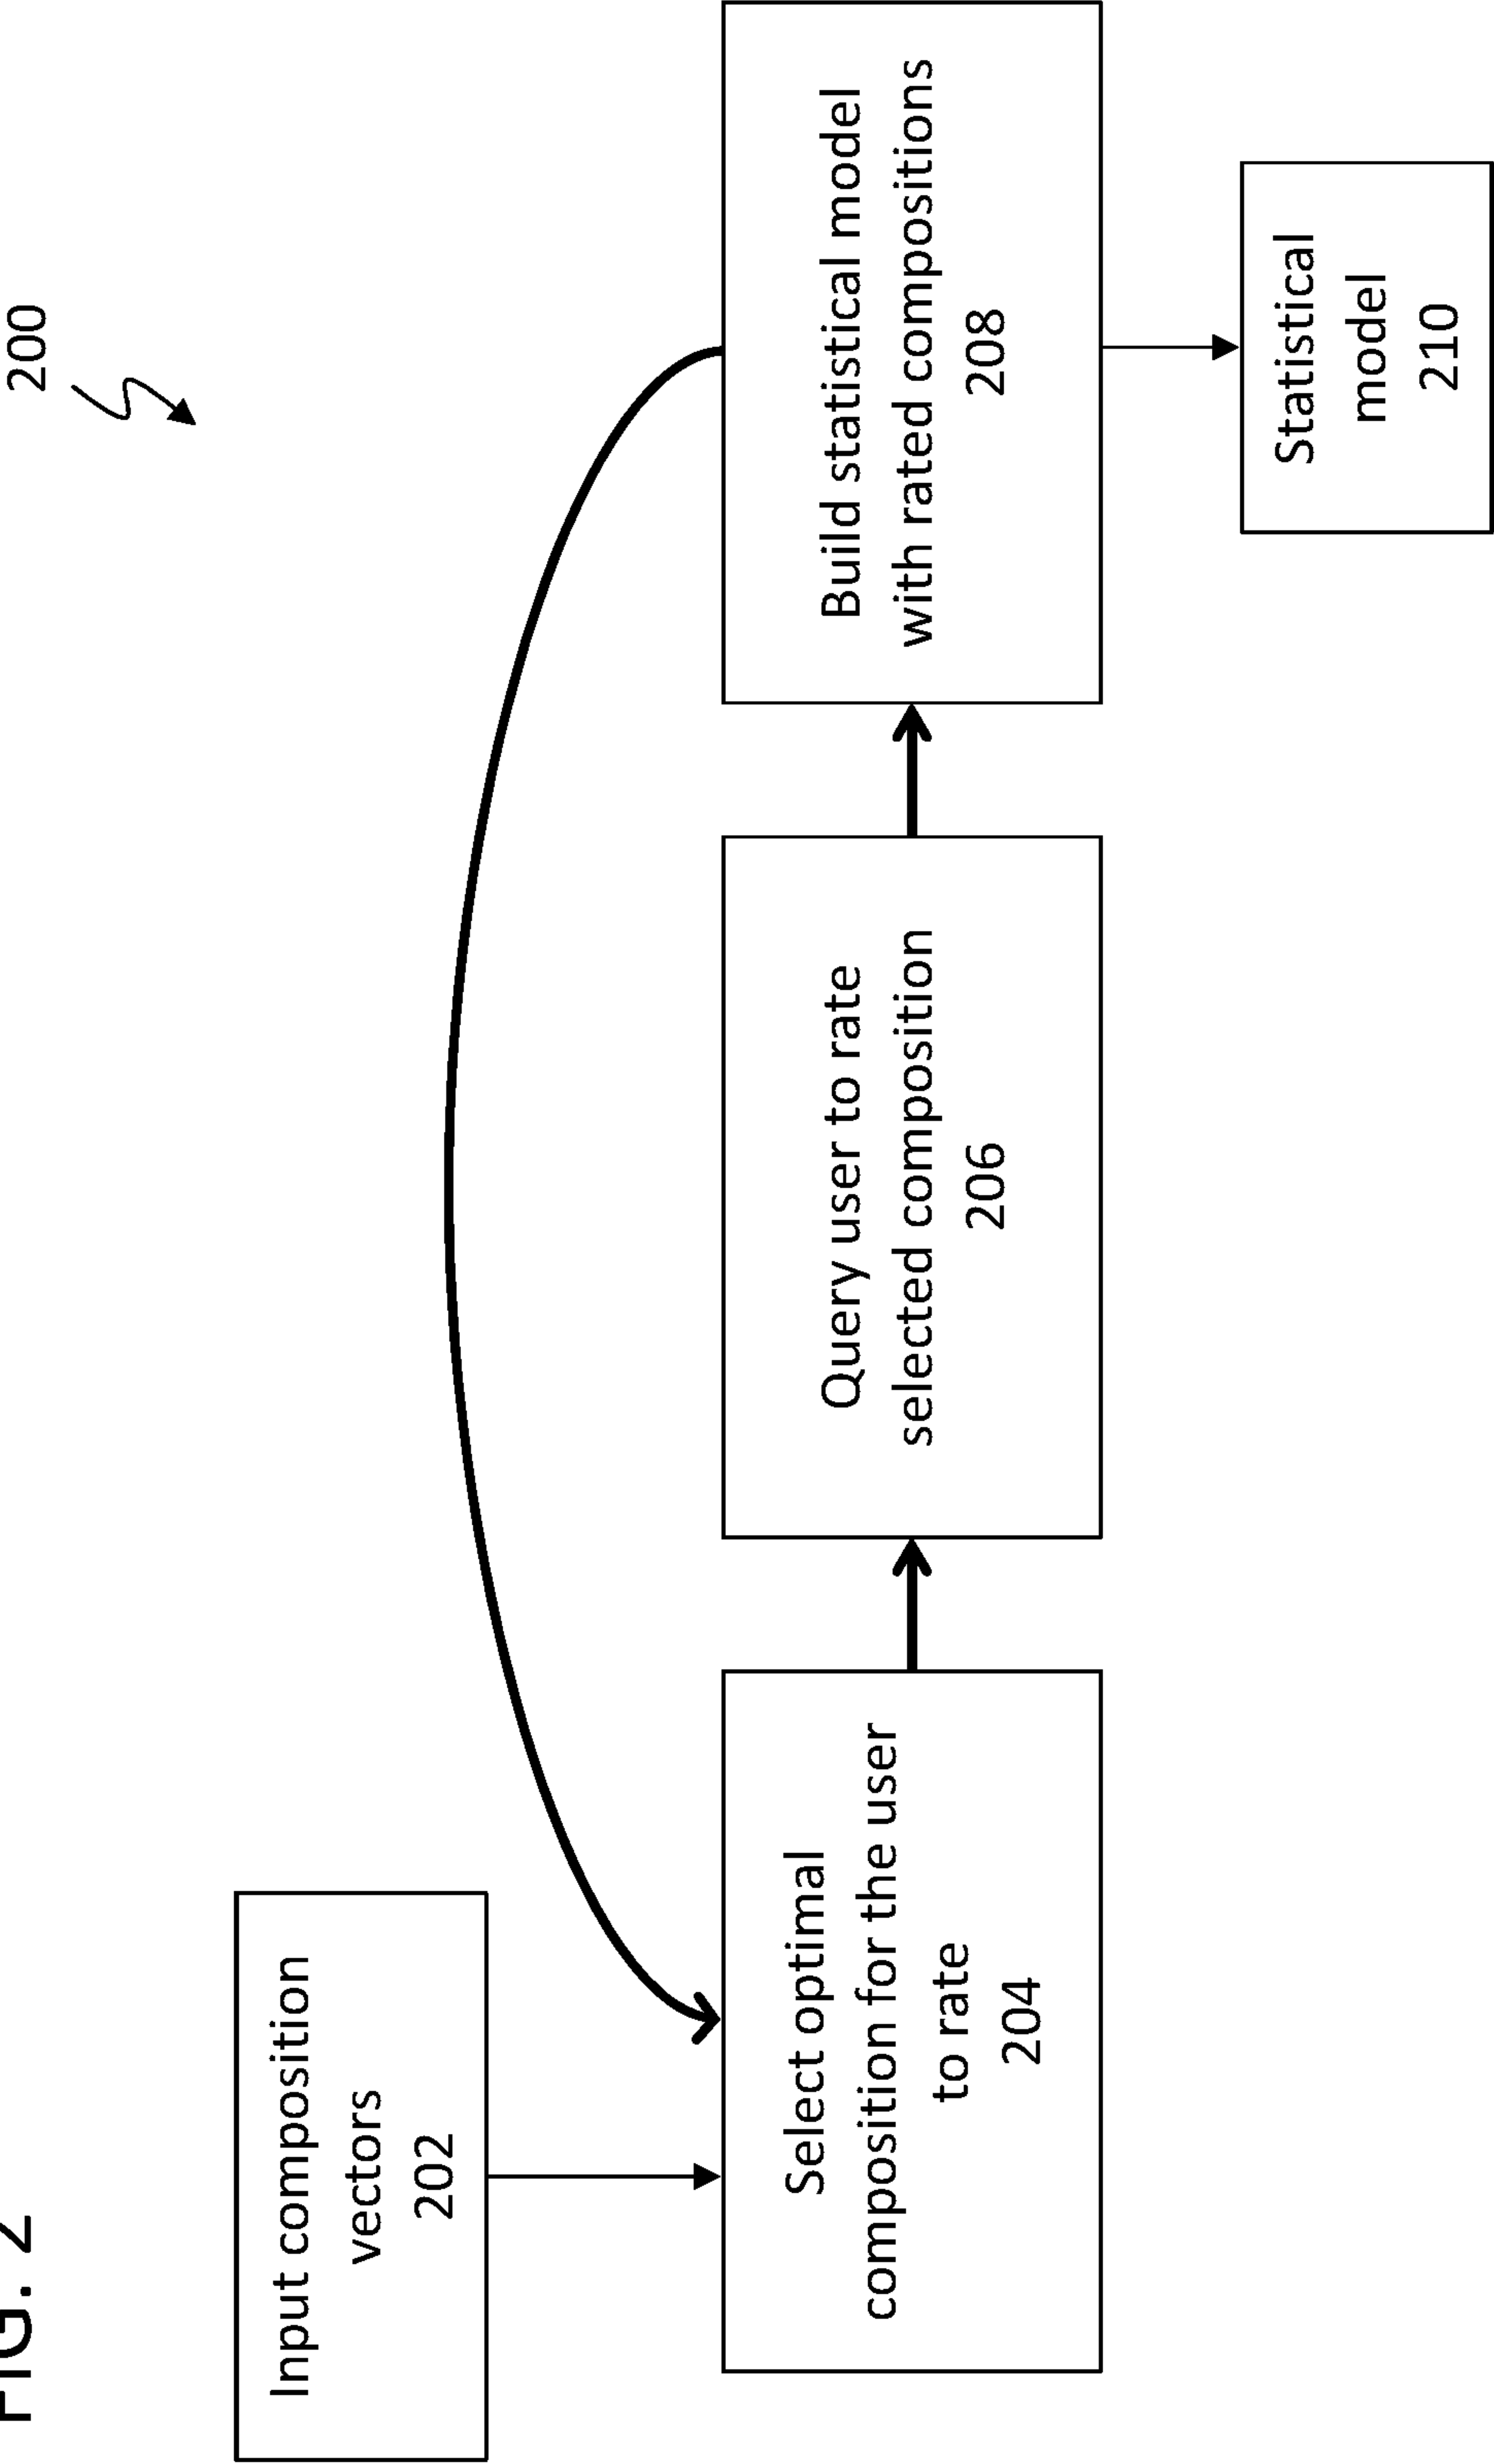 FIG. 2
200
Input composition
vectors
202
Select optimal
composition for the user
to rate
204
Query user to rate
selected composition
206
Build statistical model
with rated compositions
208
Statistical
model
210